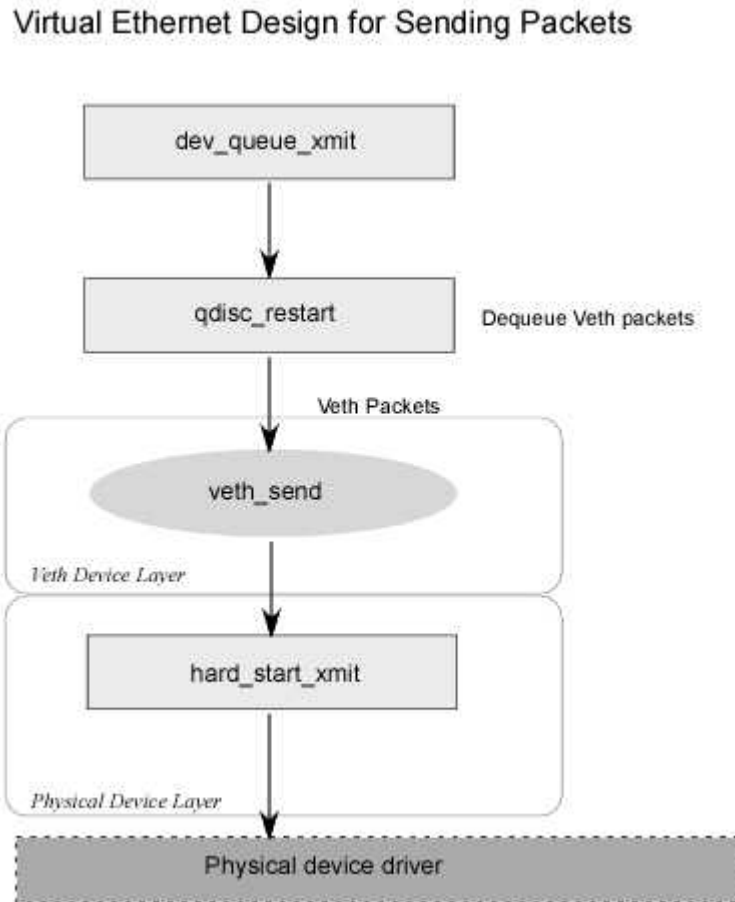 Virtual Ethernet Design for Sending Packets
dev_queue_xmit
qdisc_restart
Dequeue Veth packets
Veth Packets
veth_send
Veth Device Layer
hard_start_xmit
Physical Device Layer
Physical device driver